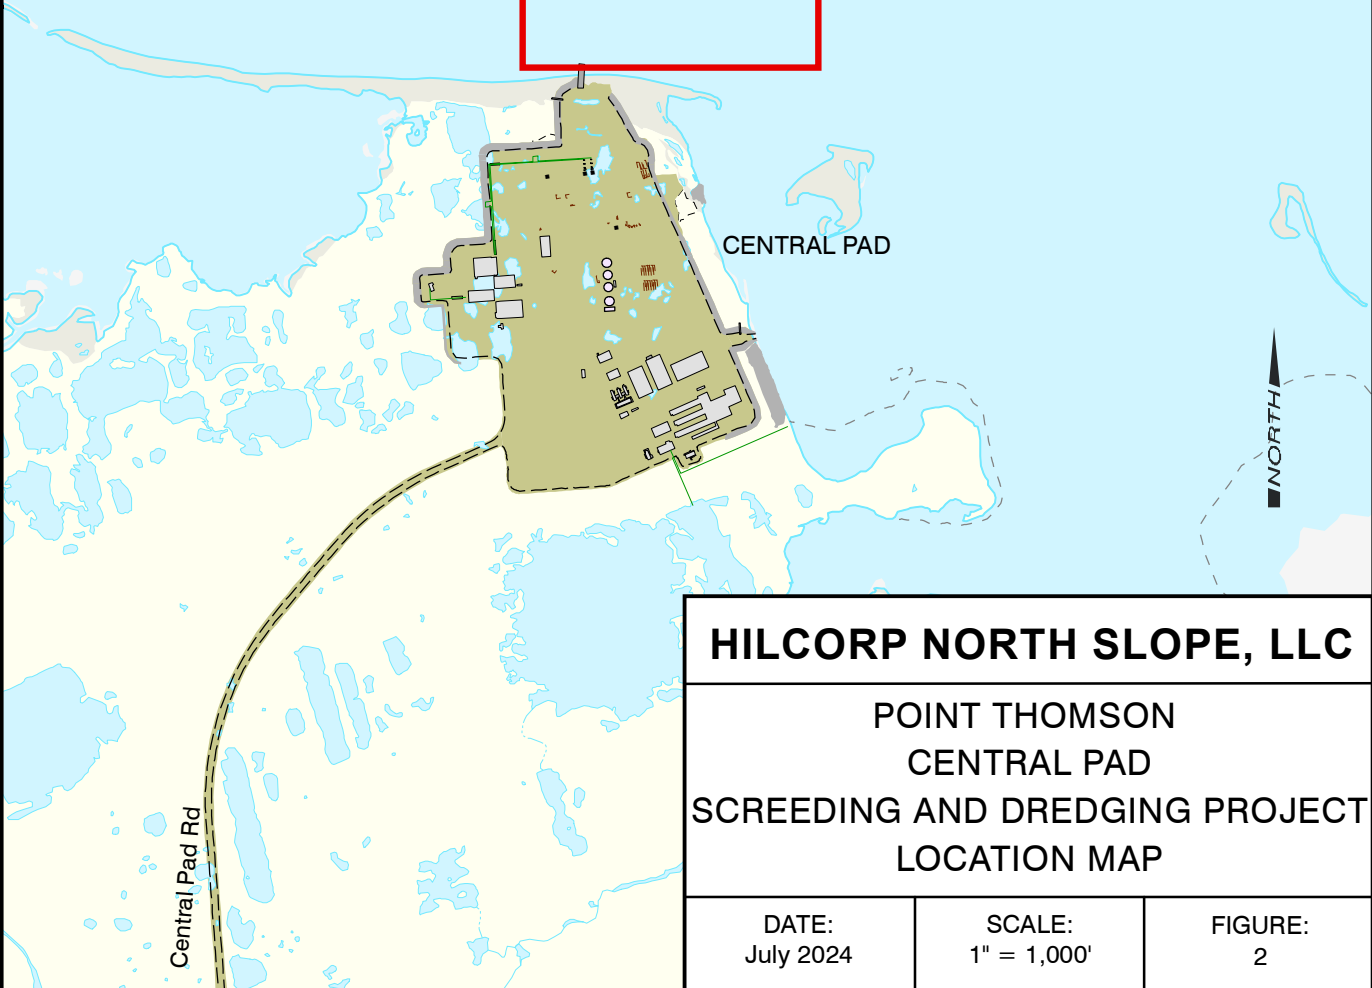 CENTRAL PAD
NORTH
Central Pad Rd
HILCORP NORTH SLOPE, LLC
POINT THOMSON
CENTRAL PAD
SCREEDING AND DREDGING PROJECT
LOCATION MAP
DATE:
July 2024
SCALE:
1" = 1,000'
FIGURE:
2